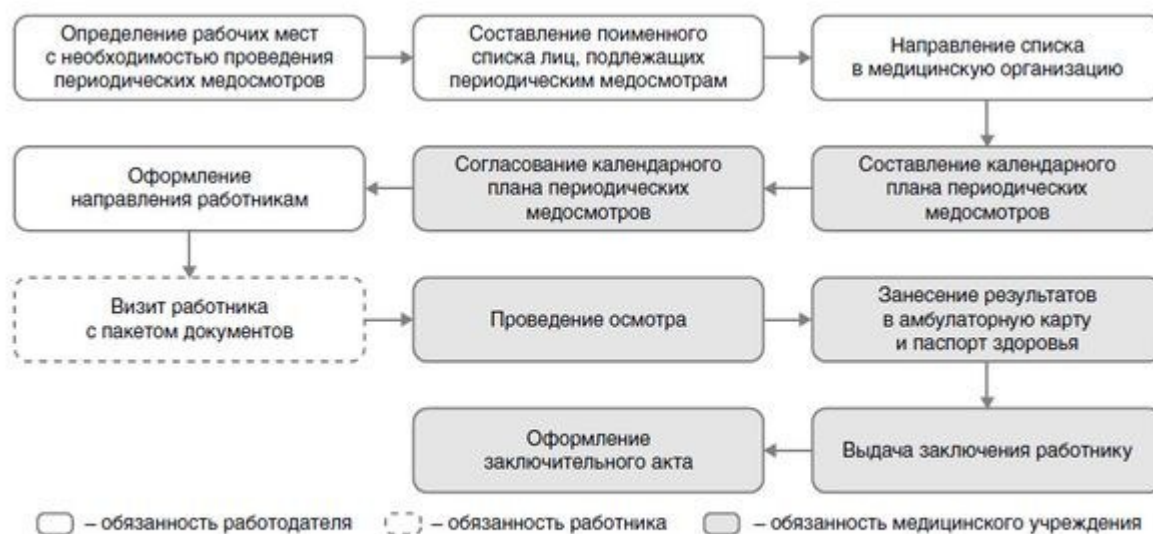 Определение рабочих мест
с необходимостью проведения
периодических медосмотров
Составление поименного
списка лиц, подлежащих
периодическим медосмотрам
Направление списка
в медицинскую организацию
Оформление
направления работникам
Согласование календарного
плана периодических
медосмотров
Составление календарного
плана периодических
медосмотров
Визит работника
с пакетом документов
Проведение осмотра
Занесение результатов
в амбулаторную карту
и паспорт здоровья
Оформление
заключительного акта
Выдача заключения работнику
– обязанность работодателя
– обязанность работника
– обязанность медицинского учреждения